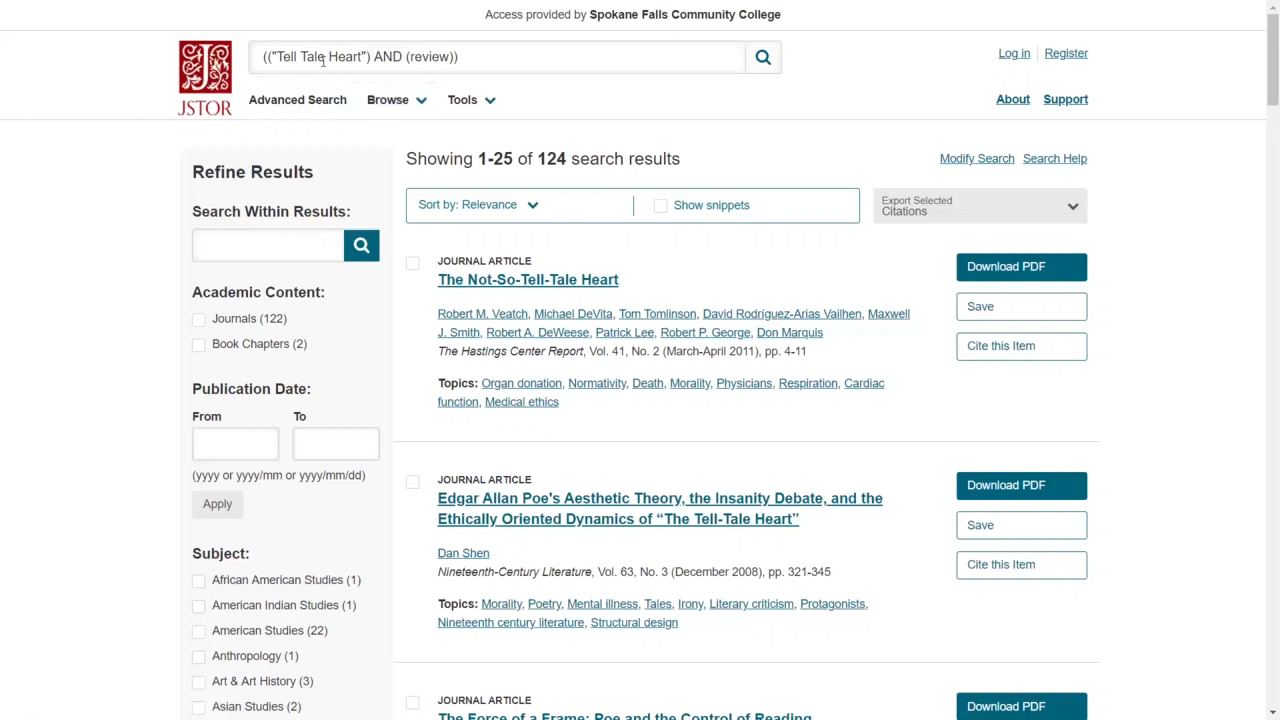 Access provided by Spokane Falls Community College
(("Tell Tale Heart") AND (review))
Log in
Register
JSTOR
Advanced Search
Browse
Tools
About
Support
Refine Results
Search Within Results:
Academic Content:
Journals (122)
Book Chapters (2)
Publication Date:
From
To
(yyyy or yyyy/mm or yyyy/mm/dd)
Apply
Subject:
African American Studies (1)
American Indian Studies (1)
American Studies (22)
Anthropology (1)
Art & Art History (3)
Asian Studies (2)
Showing 1-25 of 124 search results
Modify Search
Search Help
Sort by: Relevance
Show snippets
Export Selected
Citations
JOURNAL ARTICLE
The Not-So-Tell-Tale Heart
Robert M. Veatch, Michael DeVita, Tom Tomlinson, David Rodríguez-Arias Vailhen, Maxwell
J. Smith, Robert A. DeWeese, Patrick Lee, Robert P. George, Don Marquis
The Hastings Center Report, Vol. 41, No. 2 (March-April 2011), pp. 4-11
Topics: Organ donation, Normativity, Death, Morality, Physicians, Respiration, Cardiac
function, Medical ethics
Download PDF
Save
Cite this Item
JOURNAL ARTICLE
Edgar Allan Poe's Aesthetic Theory, the Insanity Debate, and the
Ethically Oriented Dynamics of “The Tell-Tale Heart”
Dan Shen
Nineteenth-Century Literature, Vol. 63, No. 3 (December 2008), pp. 321-345
Topics: Morality, Poetry, Mental illness, Tales, Irony, Literary criticism, Protagonists,
Nineteenth century literature, Structural design
Download PDF
Save
Cite this Item
JOURNAL ARTICLE
The Force of a Frame: Poe and the Control of Reading
Download PDF